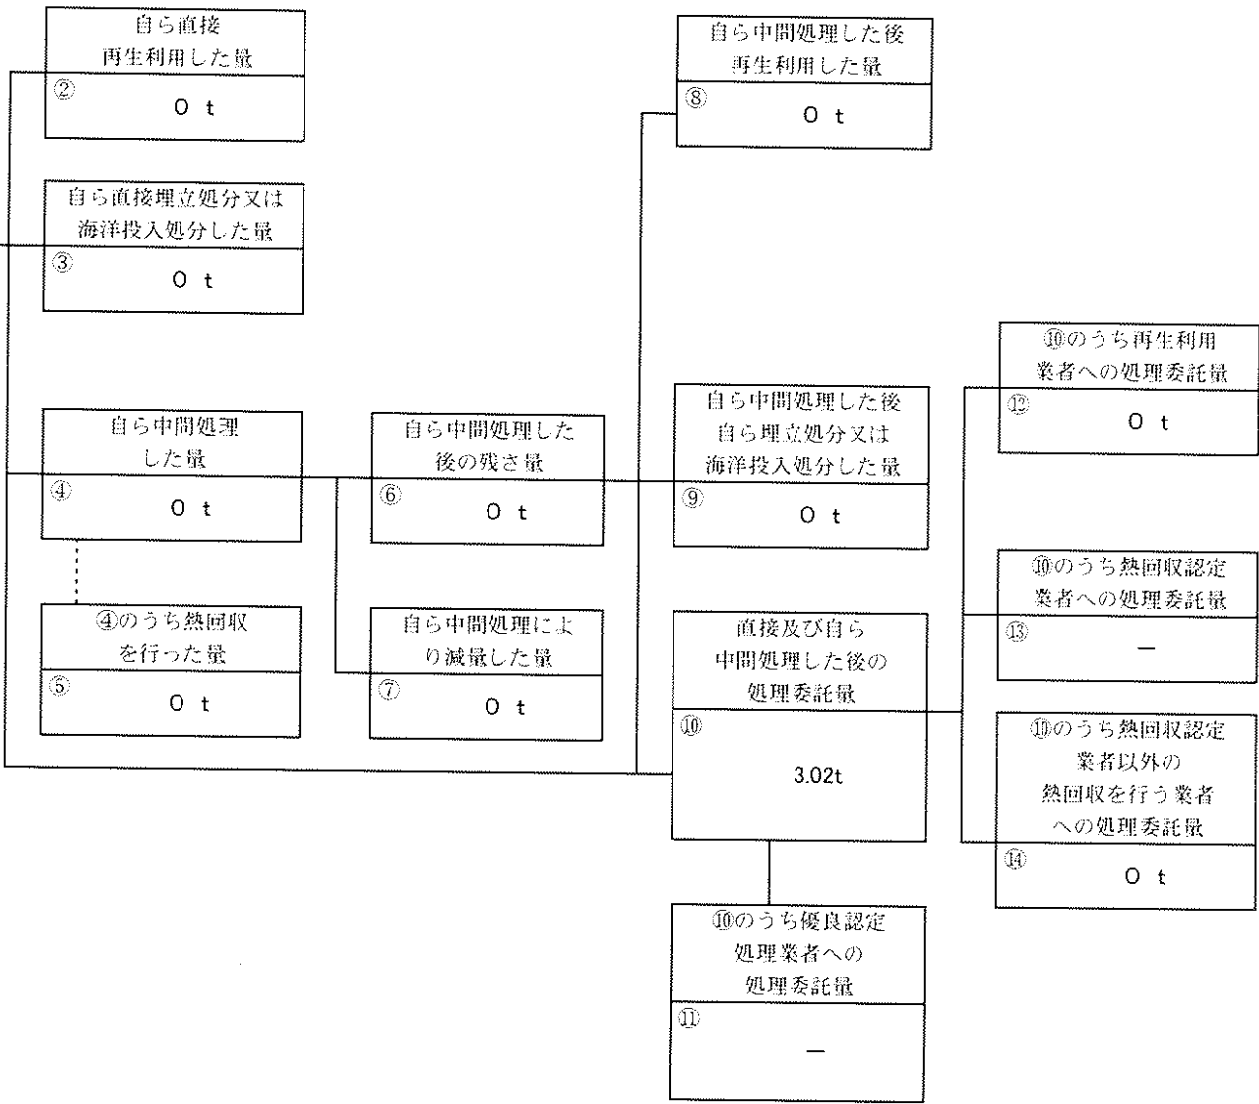 自ら直接
再生利用した量
②
0 t
自ら直接埋立処分又は
海洋投入処分した量
③
0 t
自ら中間処理
した量
④
0 t
④のうち熱回収
を行った量
⑤
0 t
自ら中間処理した
後の残さ量
⑥
0 t
自ら中間処理によ
り減量した量
⑦
0 t
自ら中間処理した後
再生利用した量
⑧
0 t
自ら中間処理した後
自ら埋立処分又は
海洋投入処分した量
⑨
0 t
直接及び自ら
中間処理した後の
処理委託量
⑩
3.02t
⑩のうち優良認定
処理業者への
処理委託量
⑪
－
⑩のうち再生利用
業者への処理委託量
⑫
0 t
⑩のうち熱回収認定
業者への処理委託量
⑬
－
⑩のうち熱回収認定
業者以外の
熱回収を行う業者
への処理委託量
⑭
0 t